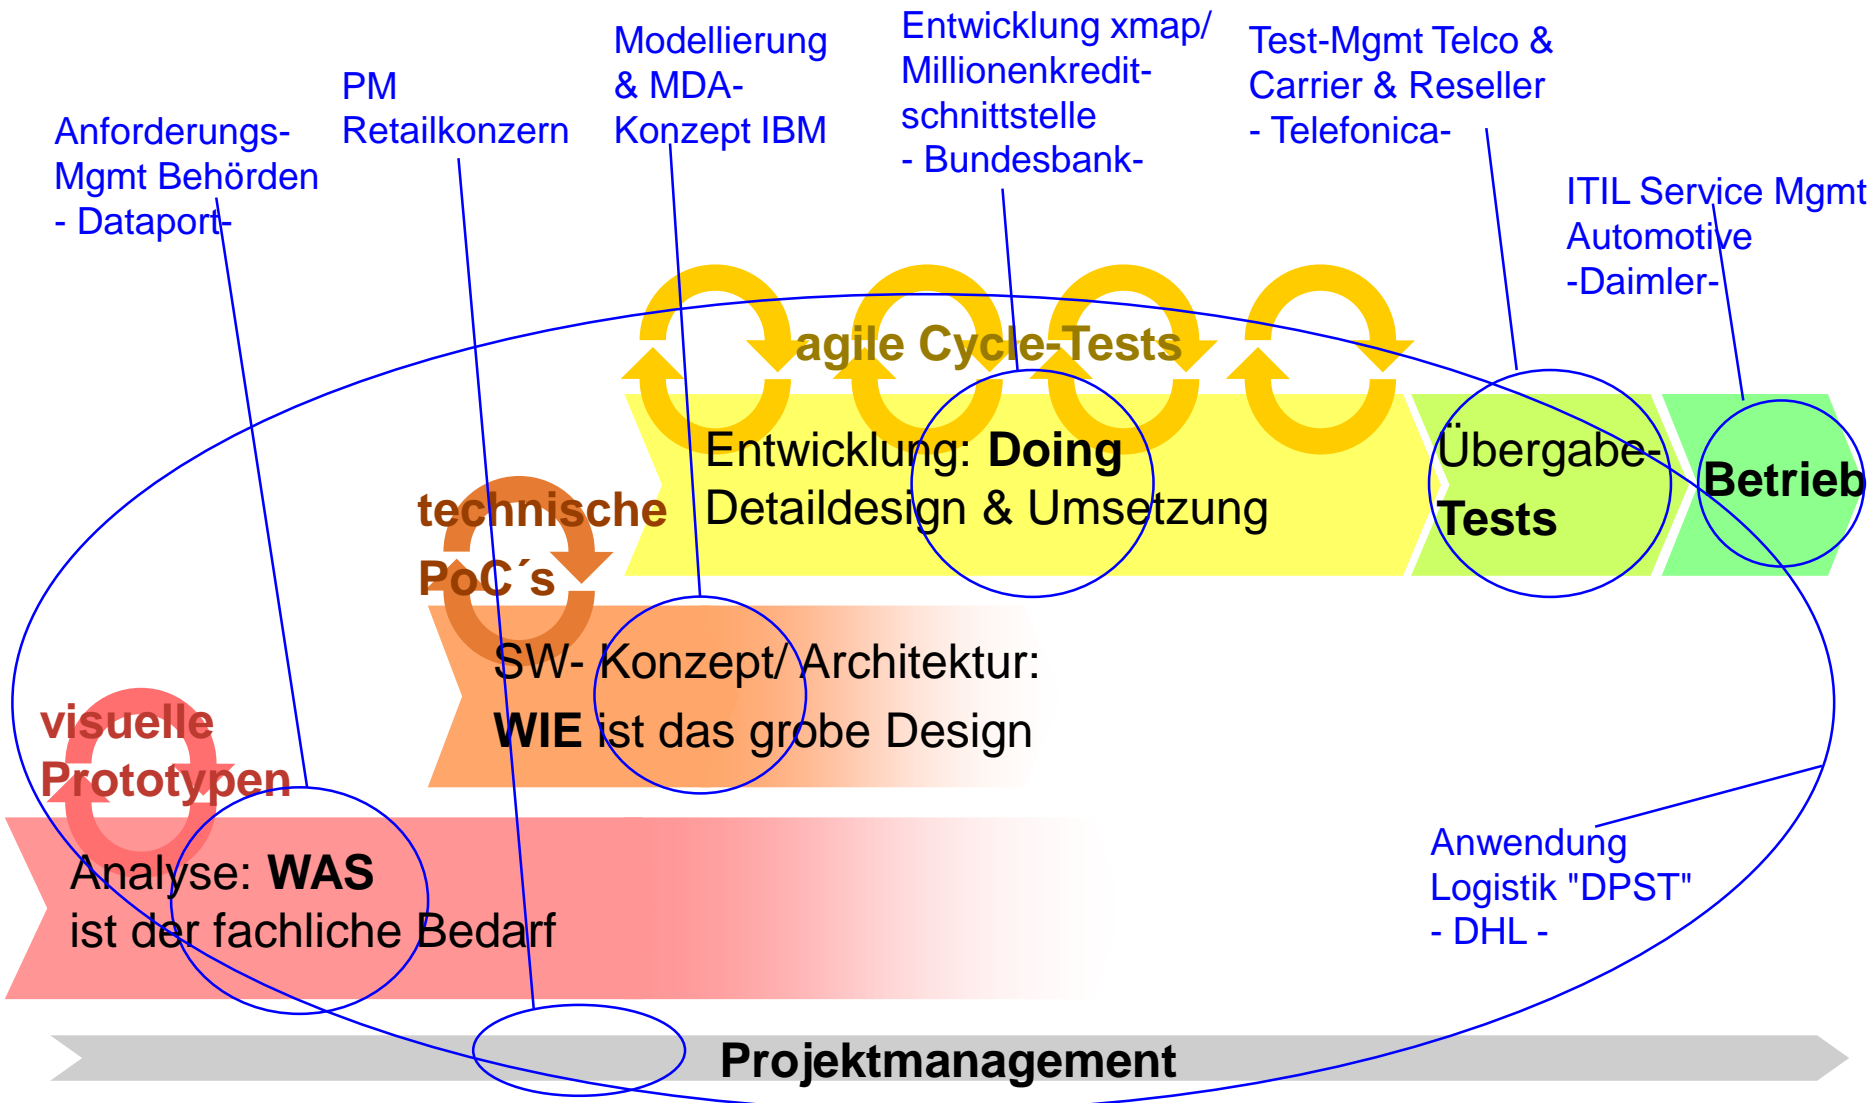 Anforderungs-
Mgmt Behörden
- Dataport-
PM
Retailkonzern
Modellierung
& MDA-
Konzept IBM
Entwicklung xmap/
Millionenkredit-
schnittstelle
- Bundesbank-
Test-Mgmt Telco &
Carrier & Reseller
- Telefonica-
ITIL Service Mgmt
Automotive
-Daimler-
agile Cycle-Tests
Entwicklung: Doing
Detaildesign & Umsetzung
Übergabe-
Tests
Betrieb
technische
PoC´s
SW- Konzept/ Architektur:
WIE ist das grobe Design
visuelle
Prototypen
Analyse: WAS
ist der fachliche Bedarf
Anwendung
Logistik "DPST"
- DHL -
Projektmanagement